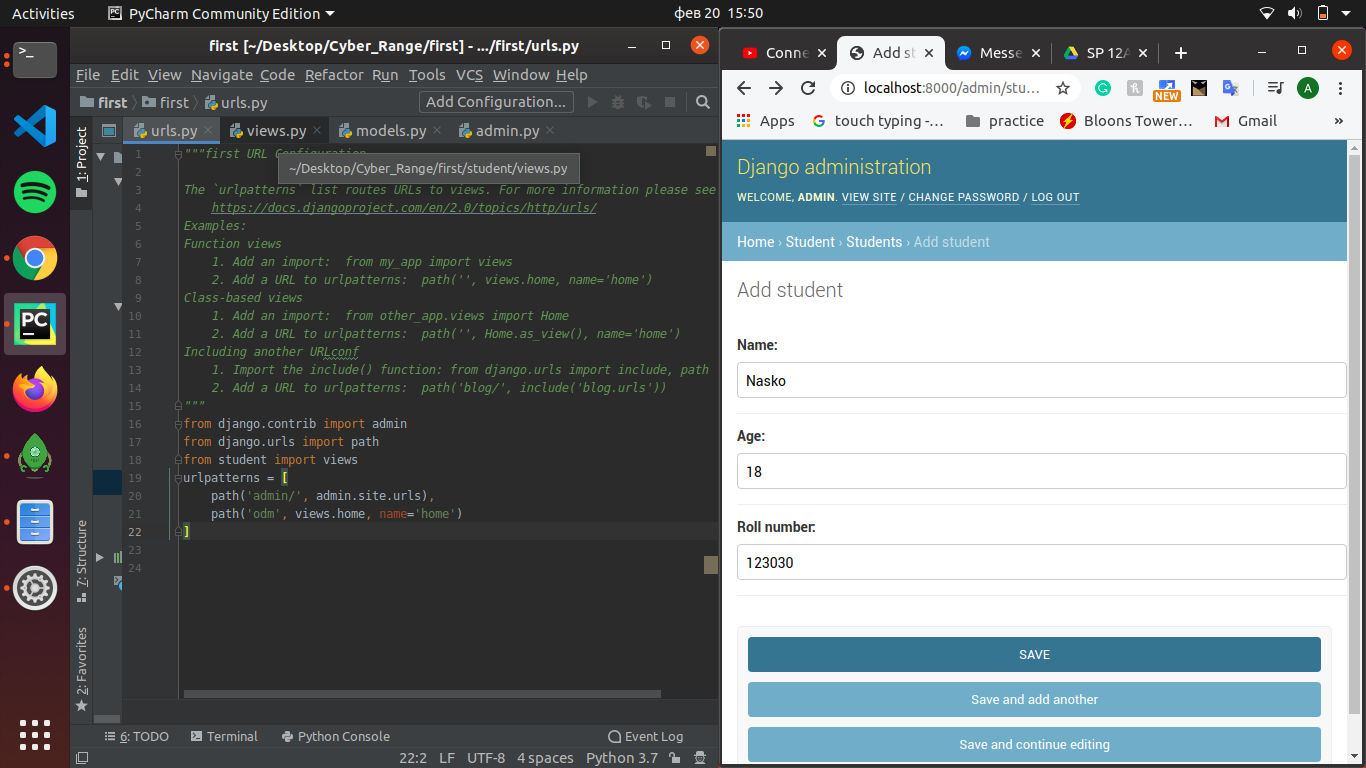 Activities
PyCharm Community Edition
фев 20 15:50
first [~/Desktop/Cyber_Range/first] - .../first/urls.py
File Edit View Navigate Code Refactor Run Tools VCS Window Help
first
first
urls.py
Add Configuration...
urls.py
views.py
models.py
admin.py
1: Project
7: Structure
2: Favorites
~/Desktop/Cyber_Range/first/student/views.py
1 """first URL Configuration
2
3 The `urlpatterns` list routes URLs to views. For more information please see
4 https://docs.djangoproject.com/en/2.0/topics/http/urls/
5 Examples:
6 Function views
7 1. Add an import:  from my_app import views
8 2. Add a URL to urlpatterns:  path('', views.home, name='home')
9 Class-based views
10 1. Add an import:  from other_app.views import Home
11 2. Add a URL to urlpatterns:  path('', Home.as_view(), name='home')
12 Including another URLconf
13 1. Import the include() function: from django.urls import include, path
14 2. Add a URL to urlpatterns:  path('blog/', include('blog.urls'))
15 """
16 from django.contrib import admin
17 from django.urls import path
18 from student import views
19 urlpatterns = [
20 path('admin/', admin.site.urls),
21 path('odm', views.home, name='home')
22 ]
23
24
6: TODO
Terminal
Python Console
Event Log
22:2 LF UTF-8 4 spaces Python 3.7
PC
Conne
Add st
Messe
SP 12A
localhost:8000/admin/stu...
NEW
A
Apps
touch typing -...
practice
Bloons Tower...
Gmail
»
Django administration
WELCOME, ADMIN. VIEW SITE / CHANGE PASSWORD / LOG OUT
Home › Student › Students › Add student
Add student
Name:
Nasko
Age:
18
Roll number:
123030
SAVE
Save and add another
Save and continue editing